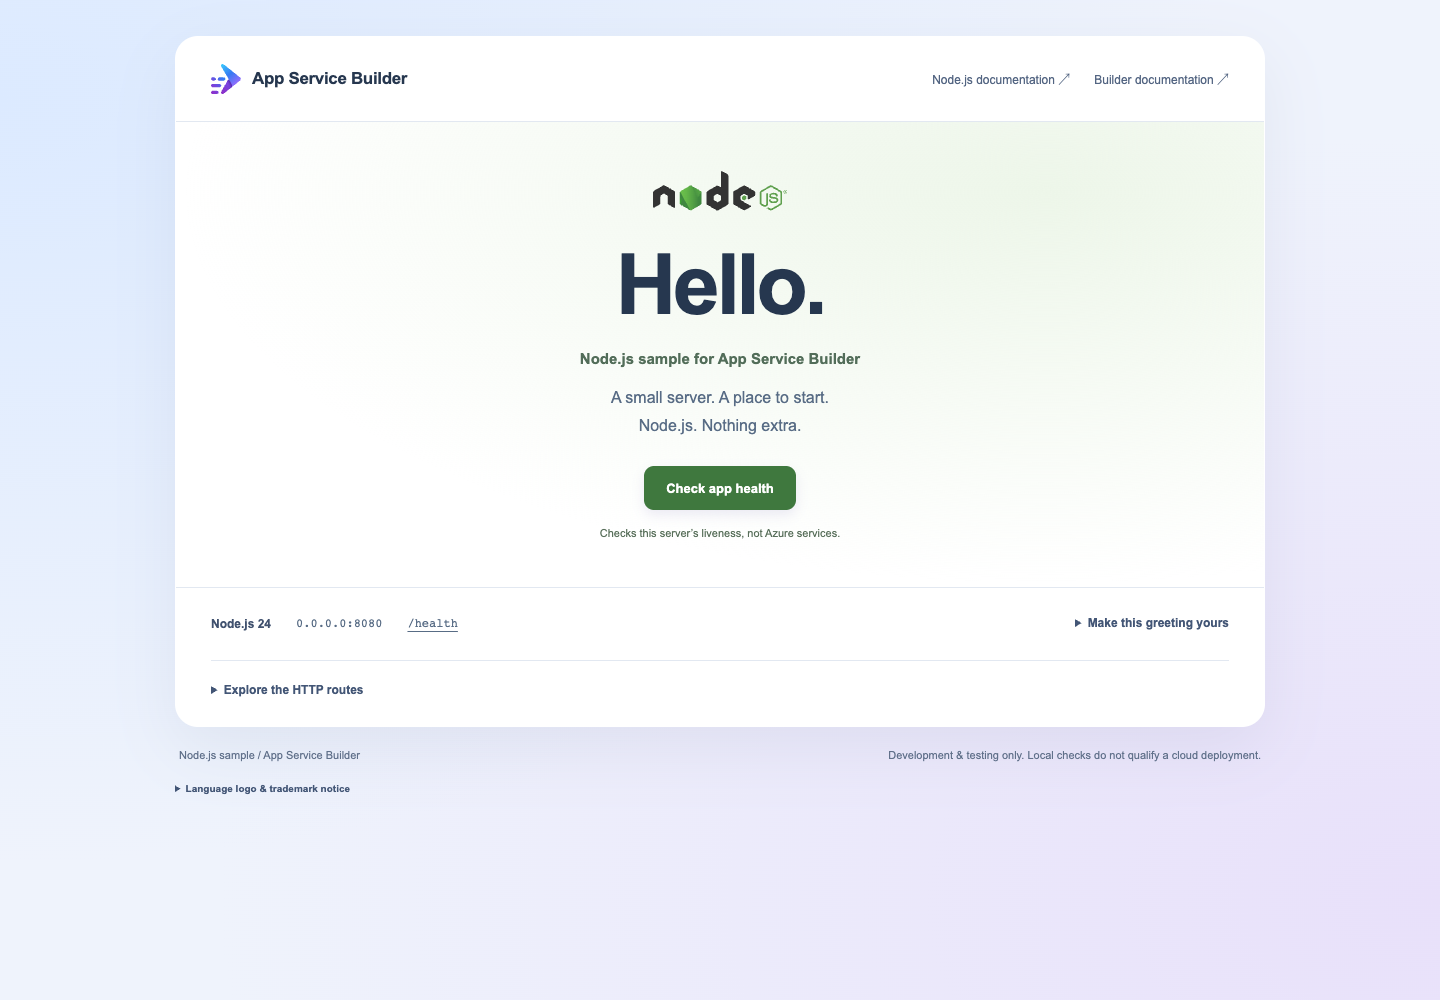 App Service Builder
Node.js documentation ↗
Builder documentation ↗
node JS®
Hello.
Node.js sample for App Service Builder
A small server. A place to start.
Node.js. Nothing extra.
Check app health
Checks this server’s liveness, not Azure services.
Node.js 24
0.0.0.0:8080
/health
Make this greeting yours
Explore the HTTP routes
Node.js sample / App Service Builder
Development & testing only. Local checks do not qualify a cloud deployment.
Language logo & trademark notice